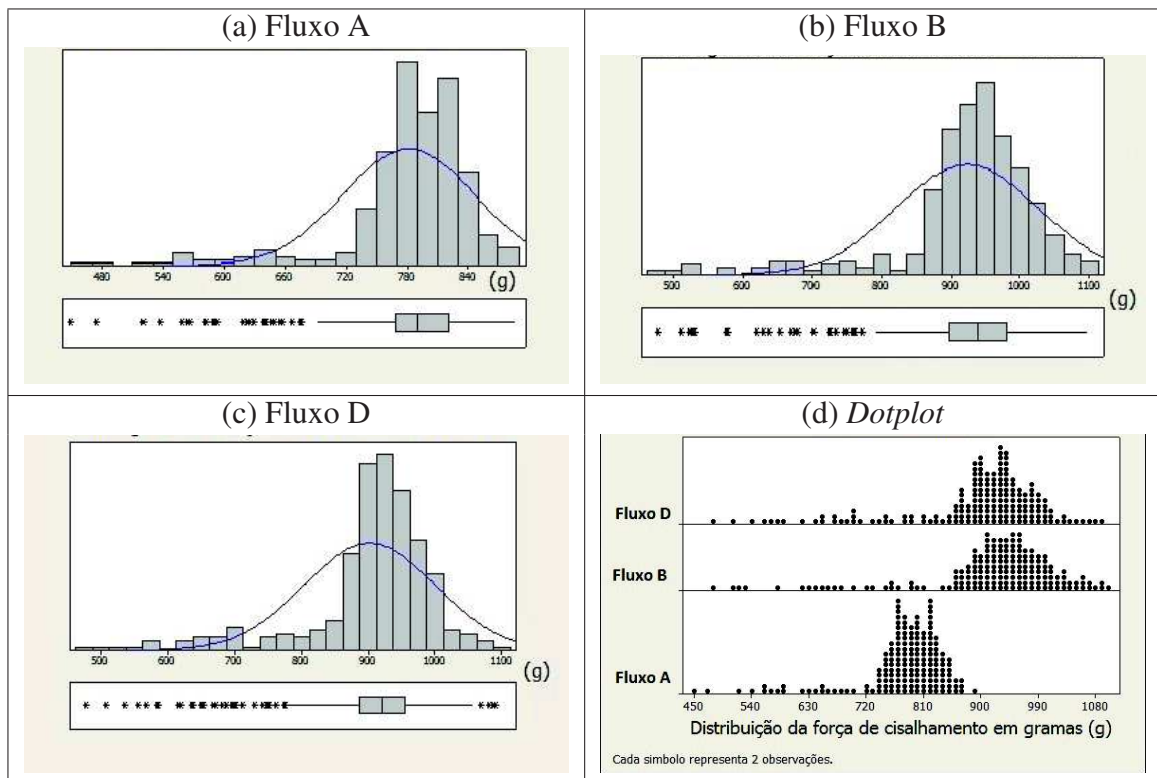 (a) Fluxo A
480 540 600 660 720 780 840
(g)
(b) Fluxo B
500 600 700 800 900 1000 1100
(g)
(c) Fluxo D
500 600 700 800 900 1000 1100
(g)
(d) Dotplot
Fluxo D
Fluxo B
Fluxo A
450 540 630 720 810 900 990 1080
Distribuição da força de cisalhamento em gramas (g)
Cada simbolo representa 2 observações.